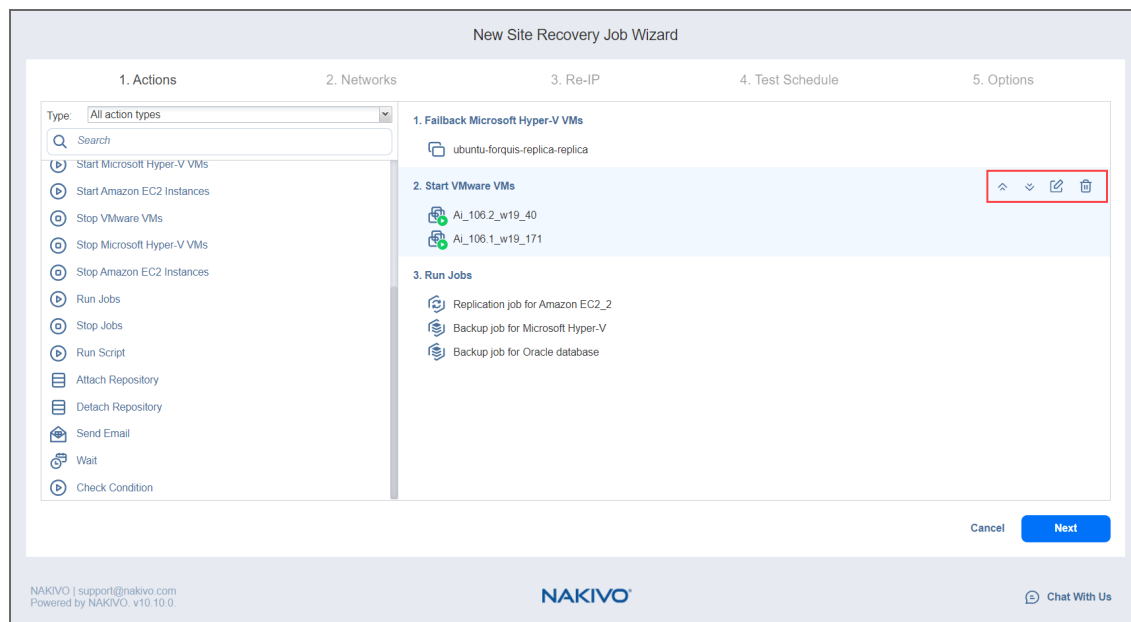 New Site Recovery Job Wizard
1. Actions
2. Networks
3. Re-IP
4. Test Schedule
5. Options
Type:
All action types
Search
Start Microsoft Hyper-V VMs
Start Amazon EC2 Instances
Stop VMware VMs
Stop Microsoft Hyper-V VMs
Stop Amazon EC2 Instances
Run Jobs
Stop Jobs
Run Script
Attach Repository
Detach Repository
Send Email
Wait
Check Condition
1. Failback Microsoft Hyper-V VMs
ubuntu-forquis-replica-replica
2. Start VMware VMs
Ai_106.2_w19_40
Ai_106.1_w19_171
3. Run Jobs
Replication job for Amazon EC2_2
Backup job for Microsoft Hyper-V
Backup job for Oracle database
Cancel
Next
NAKIVO | support@nakivo.com
Powered by NAKIVO. v10.10.0.
NAKIVO®
Chat With Us